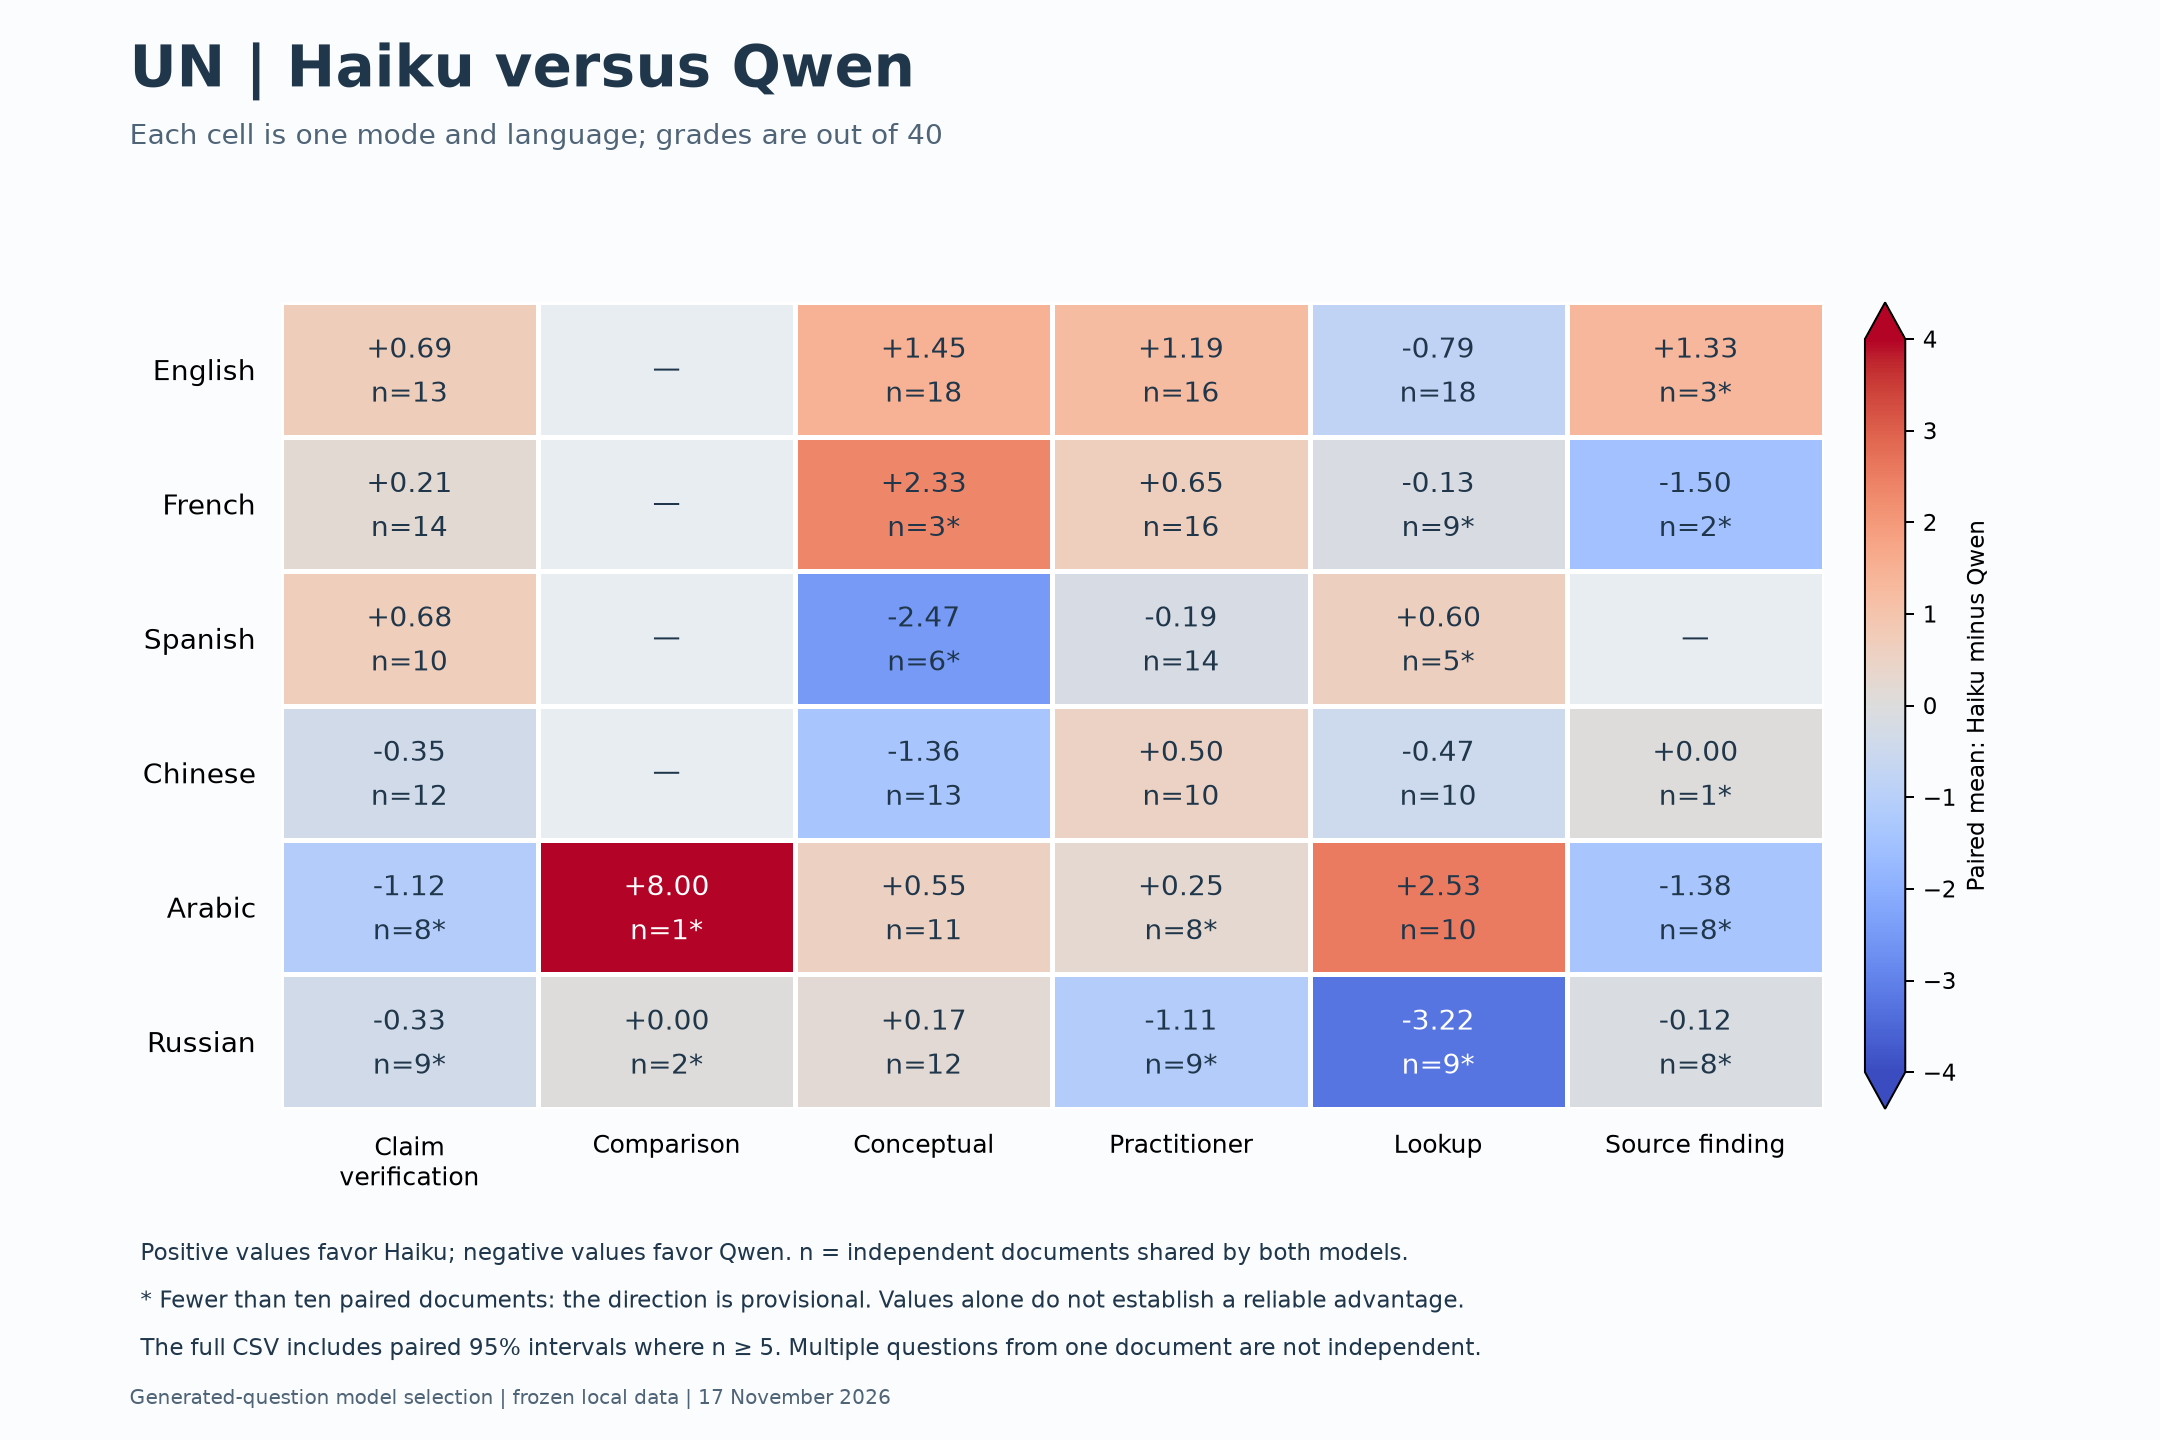 UN | Haiku versus Qwen
Each cell is one mode and language; grades are out of 40
English
+0.69
n=13
—
+1.45
n=18
+1.19
n=16
-0.79
n=18
+1.33
n=3*
French
+0.21
n=14
—
+2.33
n=3*
+0.65
n=16
-0.13
n=9*
-1.50
n=2*
Spanish
+0.68
n=10
—
-2.47
n=6*
-0.19
n=14
+0.60
n=5*
—
Chinese
-0.35
n=12
—
-1.36
n=13
+0.50
n=10
-0.47
n=10
+0.00
n=1*
Arabic
-1.12
n=8*
+8.00
n=1*
+0.55
n=11
+0.25
n=8*
+2.53
n=10
-1.38
n=8*
Russian
-0.33
n=9*
+0.00
n=2*
+0.17
n=12
-1.11
n=9*
-3.22
n=9*
-0.12
n=8*
Claim
verification
Comparison
Conceptual
Practitioner
Lookup
Source finding
4
3
2
1
0
−1
−2
−3
−4
Paired mean: Haiku minus Qwen
Positive values favor Haiku; negative values favor Qwen. n = independent documents shared by both models.
* Fewer than ten paired documents: the direction is provisional. Values alone do not establish a reliable advantage.
The full CSV includes paired 95% intervals where n ≥ 5. Multiple questions from one document are not independent.
Generated-question model selection | frozen local data | 17 November 2026